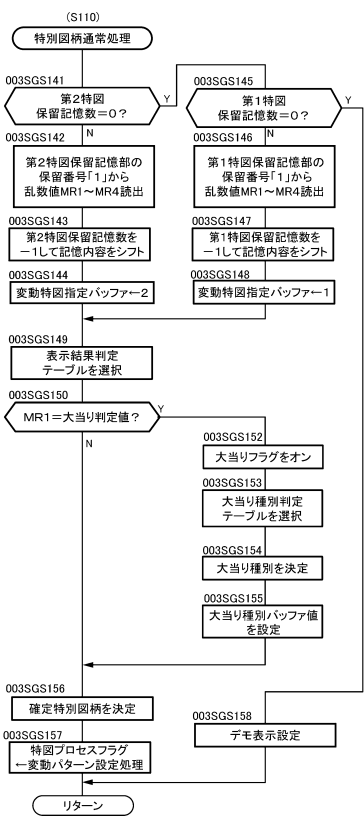 (S110)
特別図柄通常処理
003SGS141
第2特図
保留記憶数=0?
Y
N
003SGS142
第2特図保留記憶部の
保留番号「1」から
乱数値MR1～MR4読出
003SGS143
第2特図保留記憶数を
－1して記憶内容をシフト
003SGS144
変動特図指定バッファ←2
003SGS145
第1特図
保留記憶数=0?
Y
N
003SGS146
第1特図保留記憶部の
保留番号「1」から
乱数値MR1～MR4読出
003SGS147
第1特図保留記憶数を
－1して記憶内容をシフト
003SGS148
変動特図指定バッファ←1
003SGS149
表示結果判定
テーブルを選択
003SGS150
MR1=大当り判定値?
Y
N
003SGS152
大当りフラグをオン
003SGS153
大当り種別判定
テーブルを選択
003SGS154
大当り種別を決定
003SGS155
大当り種別バッファ値
を設定
003SGS156
確定特別図柄を決定
003SGS157
特図プロセスフラグ
←変動パターン設定処理
003SGS158
デモ表示設定
リターン